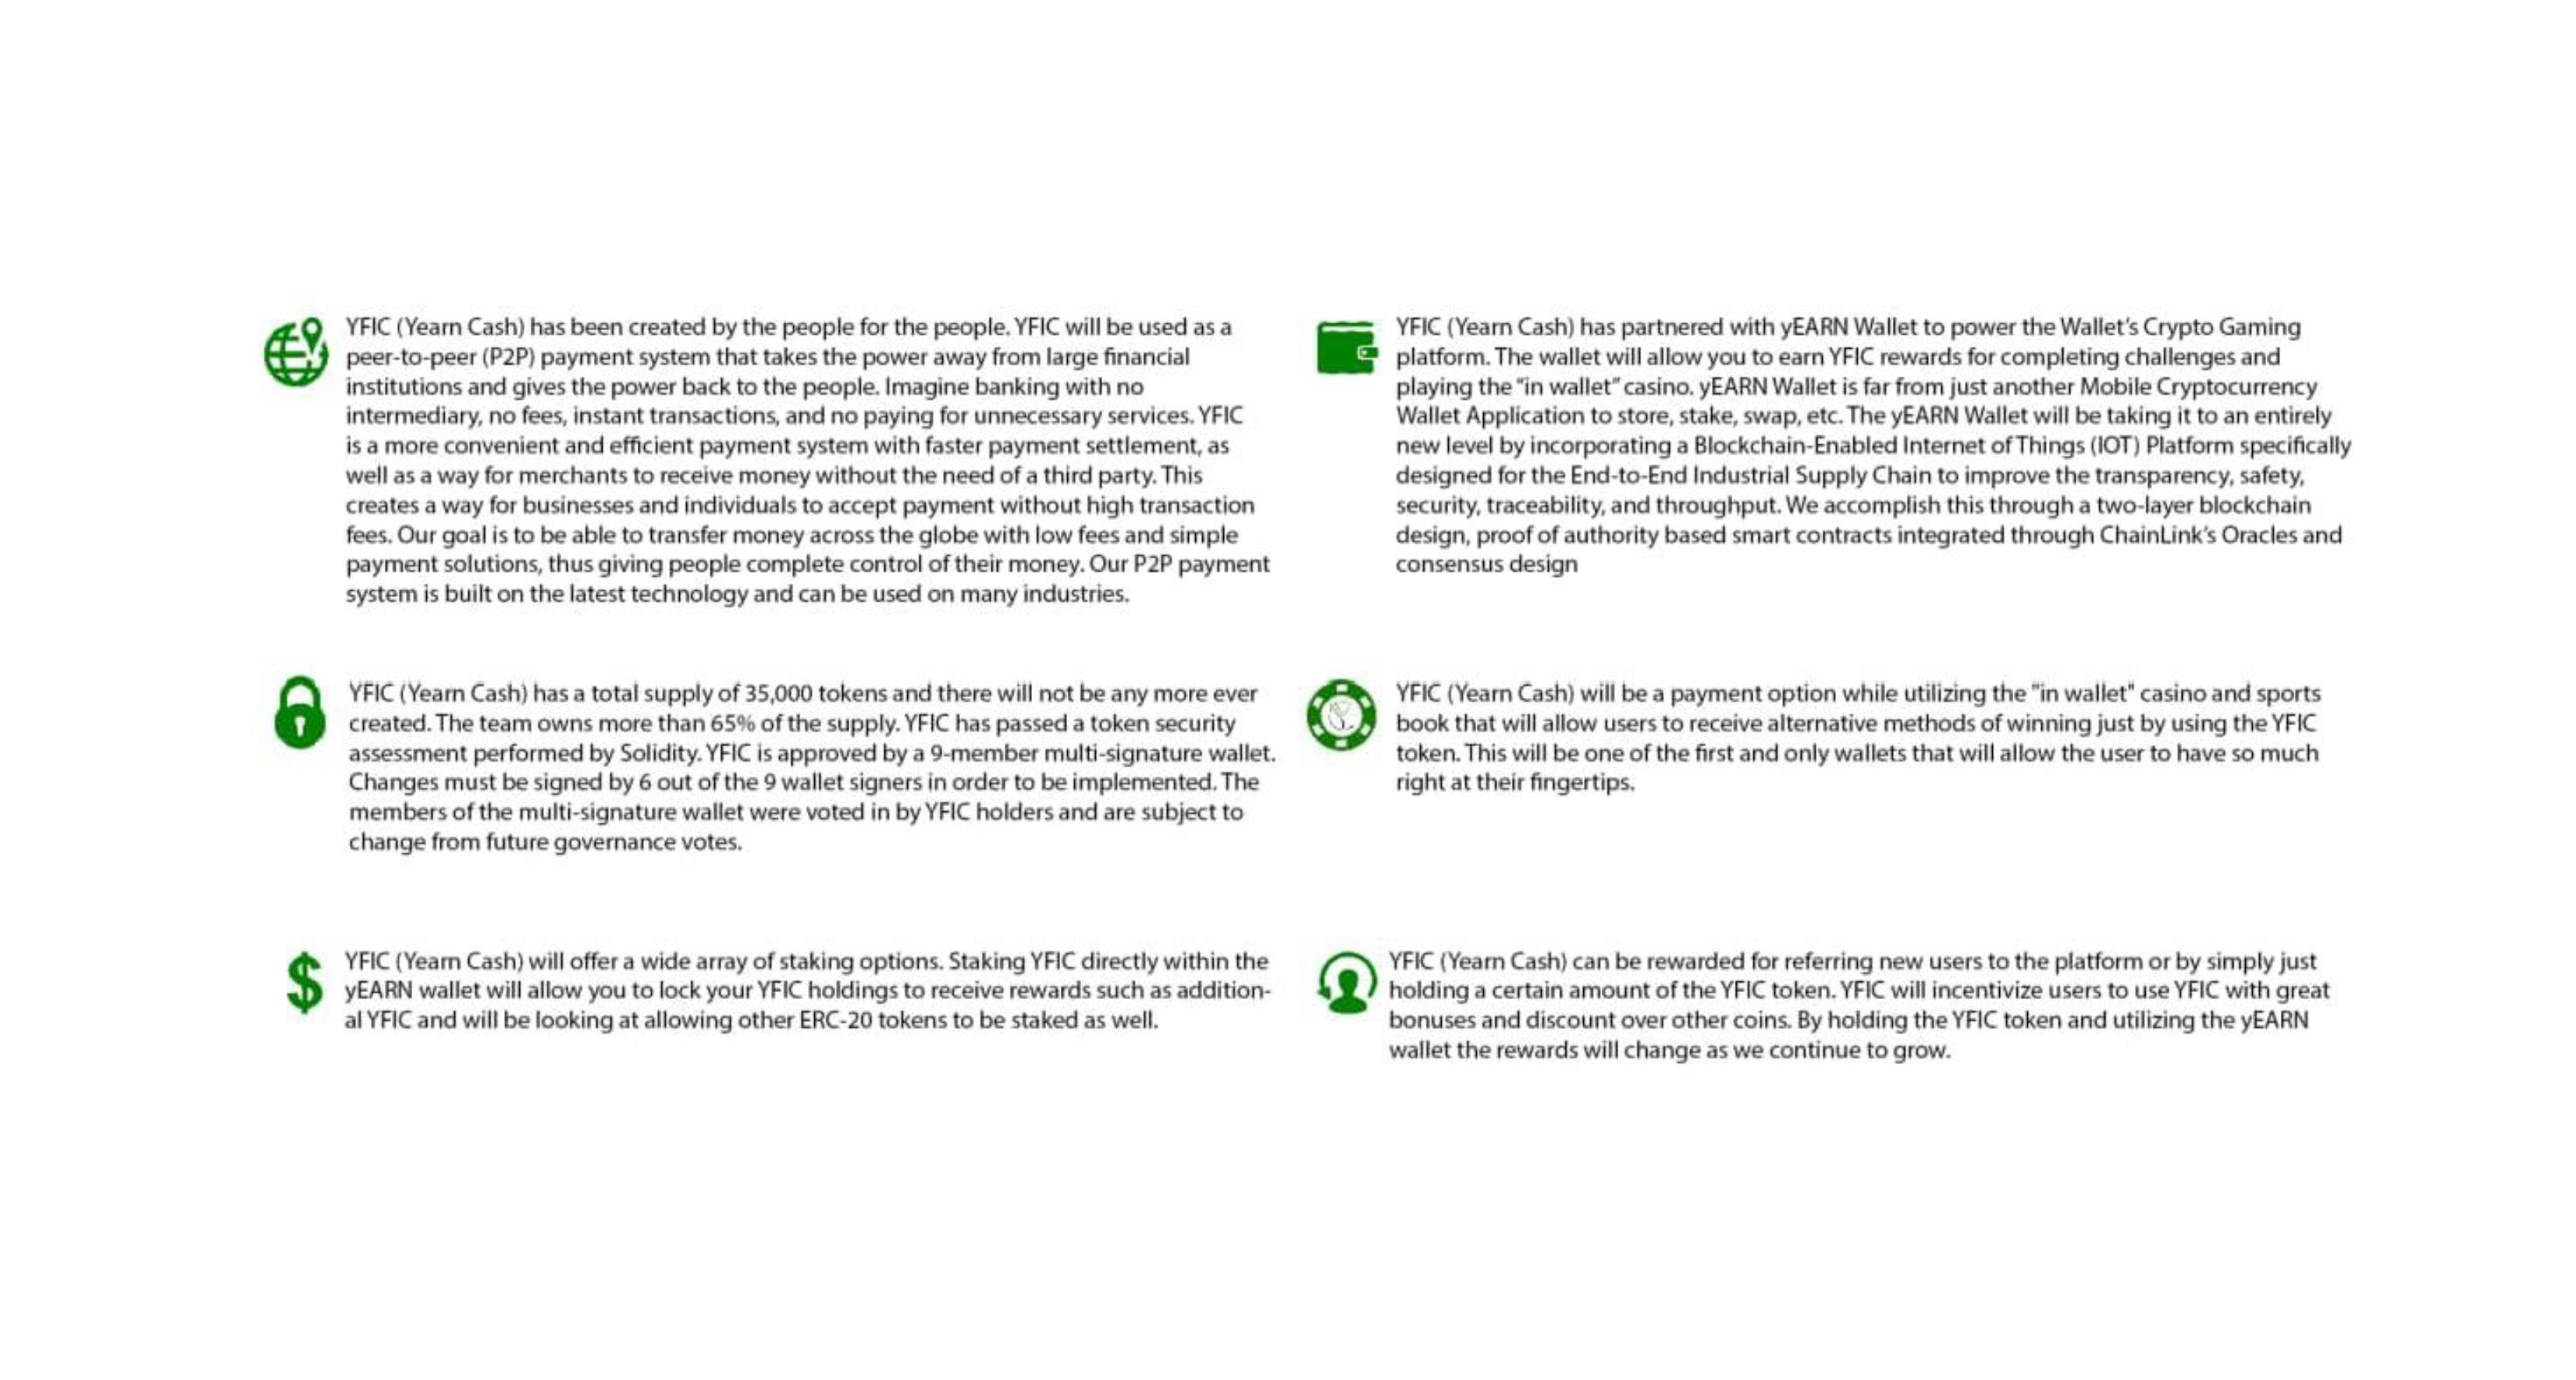 YFIC (Yearn Cash) has been created by the people for the people. YFIC will be used as a
peer-to-peer (P2P) payment system that takes the power away from large financial
institutions and gives the power back to the people. Imagine banking with no
intermediary, no fees, instant transactions, and no paying for unnecessary services. YFIC
is a more convenient and efficient payment system with faster payment settlement, as
well as a way for merchants to receive money without the need of a third party. This
creates a way for businesses and individuals to accept payment without high transaction
fees. Our goal is to be able to transfer money across the globe with low fees and simple
payment solutions, thus giving people complete control of their money. Our P2P payment
system is built on the latest technology and can be used on many industries.
YFIC (Yearn Cash) has partnered with yEARN Wallet to power the Wallet's Crypto Gaming
platform. The wallet will allow you to earn YFIC rewards for completing challenges and
playing the "in wallet" casino. yEARN Wallet is far from just another Mobile Cryptocurrency
Wallet Application to store, stake, swap, etc. The yEARN Wallet will be taking it to an entirely
new level by incorporating a Blockchain-Enabled Internet of Things (IOT) Platform specifically
designed for the End-to-End Industrial Supply Chain to improve the transparency, safety,
security, traceability, and throughput. We accomplish this through a two-layer blockchain
design, proof of authority based smart contracts integrated through ChainLink's Oracles and
consensus design
YFIC (Yearn Cash) has a total supply of 35,000 tokens and there will not be any more ever
created. The team owns more than 65% of the supply. YFIC has passed a token security
assessment performed by Solidity. YFIC is approved by a 9-member multi-signature wallet.
Changes must be signed by 6 out of the 9 wallet signers in order to be implemented. The
members of the multi-signature wallet were voted in by YFIC holders and are subject to
change from future governance votes.
YFIC (Yearn Cash) will be a payment option while utilizing the "in wallet" casino and sports
book that will allow users to receive alternative methods of winning just by using the YFIC
token. This will be one of the first and only wallets that will allow the user to have so much
right at their fingertips.
YFIC (Yearn Cash) will offer a wide array of staking options. Staking YFIC directly within the
yEARN wallet will allow you to lock your YFIC holdings to receive rewards such as addition-
al YFIC and will be looking at allowing other ERC-20 tokens to be staked as well.
YFIC (Yearn Cash) can be rewarded for referring new users to the platform or by simply just
holding a certain amount of the YFIC token. YFIC will incentivize users to use YFIC with great
bonuses and discount over other coins. By holding the YFIC token and utilizing the yEARN
wallet the rewards will change as we continue to grow.